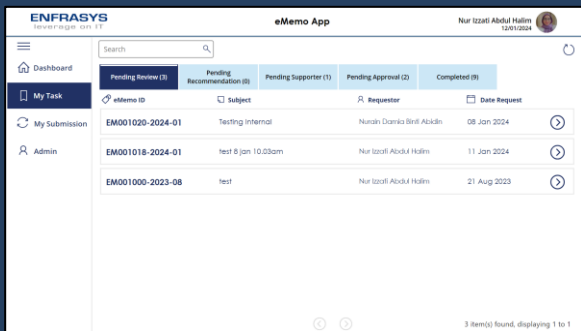 ENFRASYS
leverage on IT
eMemo App
Nur Izzati Abdul Halim
12/01/2024
Search
Dashboard
My Task
My Submission
Admin
Pending Review (3)
Pending Recommendation (0)
Pending Supporter (1)
Pending Approval (2)
Completed (9)
eMemo ID
Subject
Requestor
Date Request
EM001020-2024-01
Testing Internal
Nurain Damia Binti Abidin
08 Jan 2024
EM001018-2024-01
test 8 jan 10.03am
Nur Izzati Abdul Halim
11 Jan 2024
EM001000-2023-08
test
Nur Izzati Abdul Halim
21 Aug 2023
3 item(s) found, displaying 1 to 1